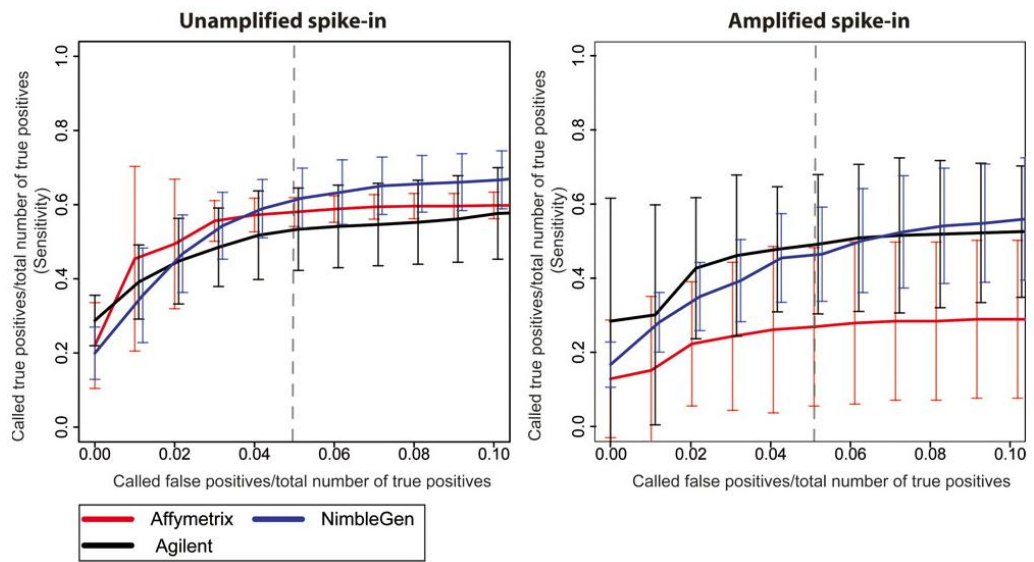 Unamplified spike-in
Called true positives/total number of true positives
(Sensitivity)
1.0
0.8
0.6
0.4
0.2
0.0
0.00 0.02 0.04 0.06 0.08 0.10
Called false positives/total number of true positives
Amplified spike-in
Called true positives/total number of true positives
(Sensitivity)
1.0
0.8
0.6
0.4
0.2
0.0
0.00 0.02 0.04 0.06 0.08 0.10
Called false positives/total number of true positives
Affymetrix NimbleGen
Agilent